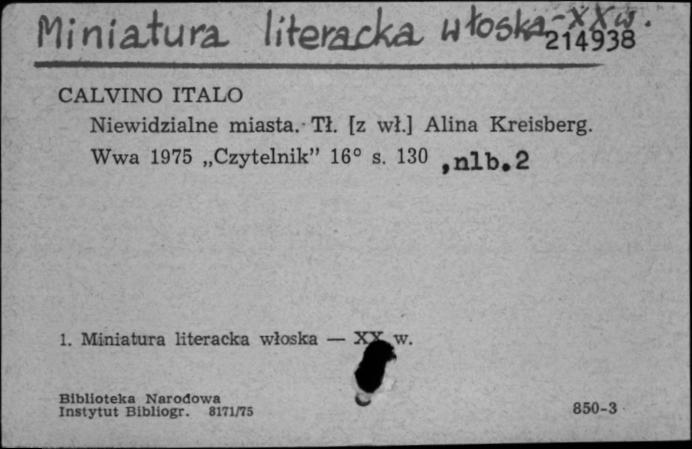 Miniatura literacka włoska - XX w.
214938
CALVINO ITALO
Niewidzialne miasta. Tł. [z wł.] Alina Kreisberg.
Wwa 1975 „Czytelnik” 16° s. 130 ,nlb.2
1. Miniatura literacka włoska — XX w.
Biblioteka Narodowa
Instytut Bibliogr. 8171/75
850-3